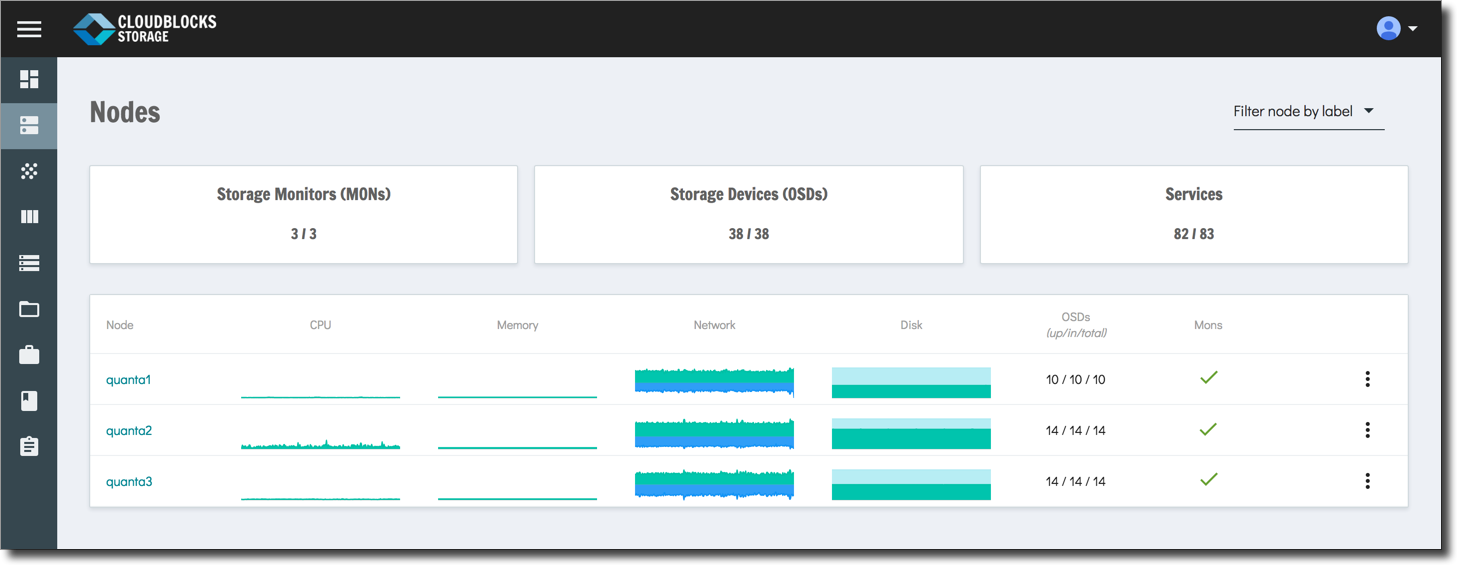 CLOUDBLOCKS
STORAGE
Nodes
Filter node by label
Storage Monitors (MONs)
3 / 3
Storage Devices (OSDs)
38 / 38
Services
82 / 83
Node CPU Memory Network Disk OSDs (up/in/total) Mons
quanta1 10 / 10 / 10
quanta2 14 / 14 / 14
quanta3 14 / 14 / 14